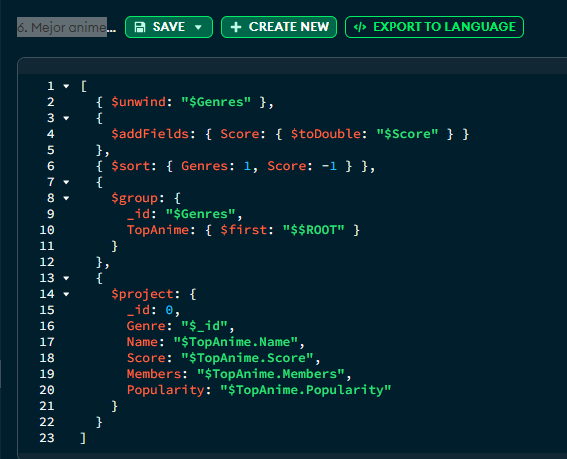 6. Mejor anime... SAVE CREATE NEW </> EXPORT TO LANGUAGE
1 [
2 { $unwind: "$Genres" },
3 {
4 $addFields: { Score: { $toDouble: "$Score" } }
5 },
6 { $sort: { Genres: 1, Score: -1 } },
7 {
8 $group: {
9 _id: "$Genres",
10 TopAnime: { $first: "$$ROOT" }
11 }
12 },
13 {
14 $project: {
15 _id: 0,
16 Genre: "$_id",
17 Name: "$TopAnime.Name",
18 Score: "$TopAnime.Score",
19 Members: "$TopAnime.Members",
20 Popularity: "$TopAnime.Popularity"
21 }
22 }
23 ]